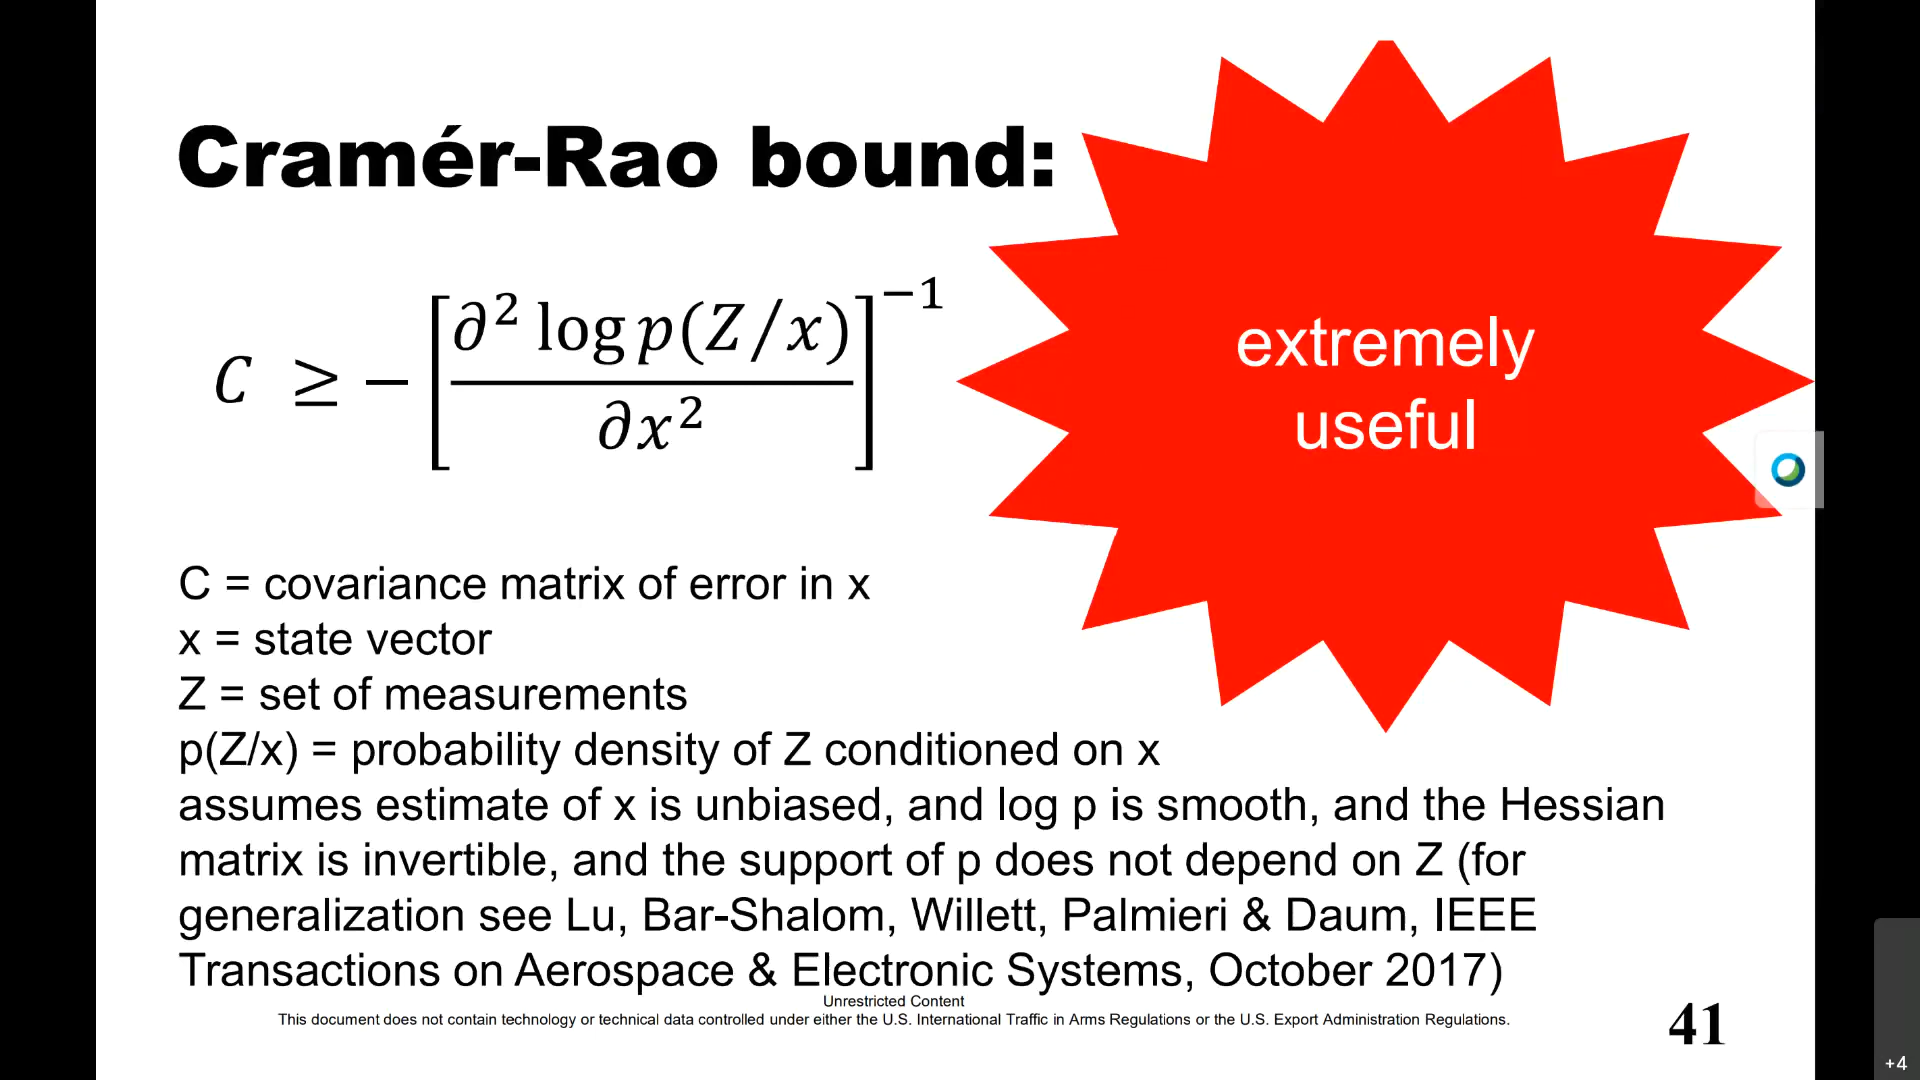 Cramér-Rao bound:
C ≥ − [∂² log p(Z/x) / ∂x²]⁻¹
extremely
useful
C = covariance matrix of error in x
x = state vector
Z = set of measurements
p(Z/x) = probability density of Z conditioned on x
assumes estimate of x is unbiased, and log p is smooth, and the Hessian
matrix is invertible, and the support of p does not depend on Z (for
generalization see Lu, Bar-Shalom, Willett, Palmieri & Daum, IEEE
Transactions on Aerospace & Electronic Systems, October 2017)
Unrestricted Content
This document does not contain technology or technical data controlled under either the U.S. International Traffic in Arms Regulations or the U.S. Export Administration Regulations.
41
+4